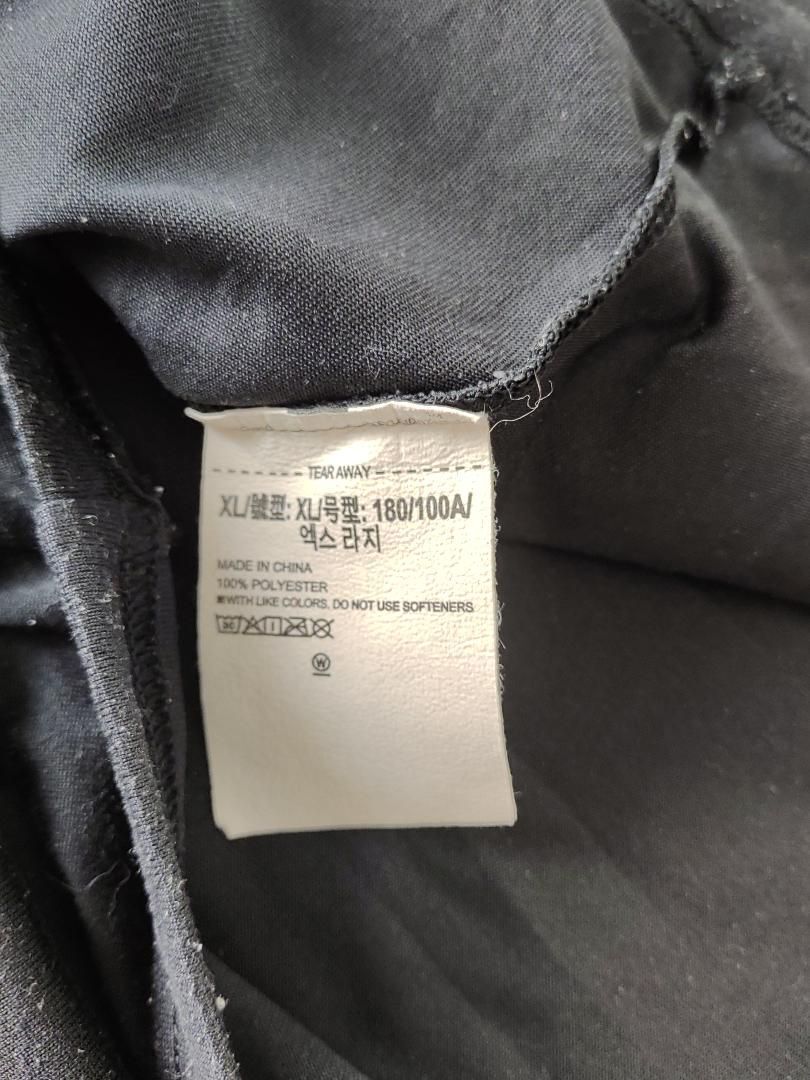 TEAR AWAY
XL/號型: XL/号型: 180/100A/
엑스 라지
MADE IN CHINA
100% POLYESTER
※WITH LIKE COLORS. DO NOT USE SOFTENERS
30
W